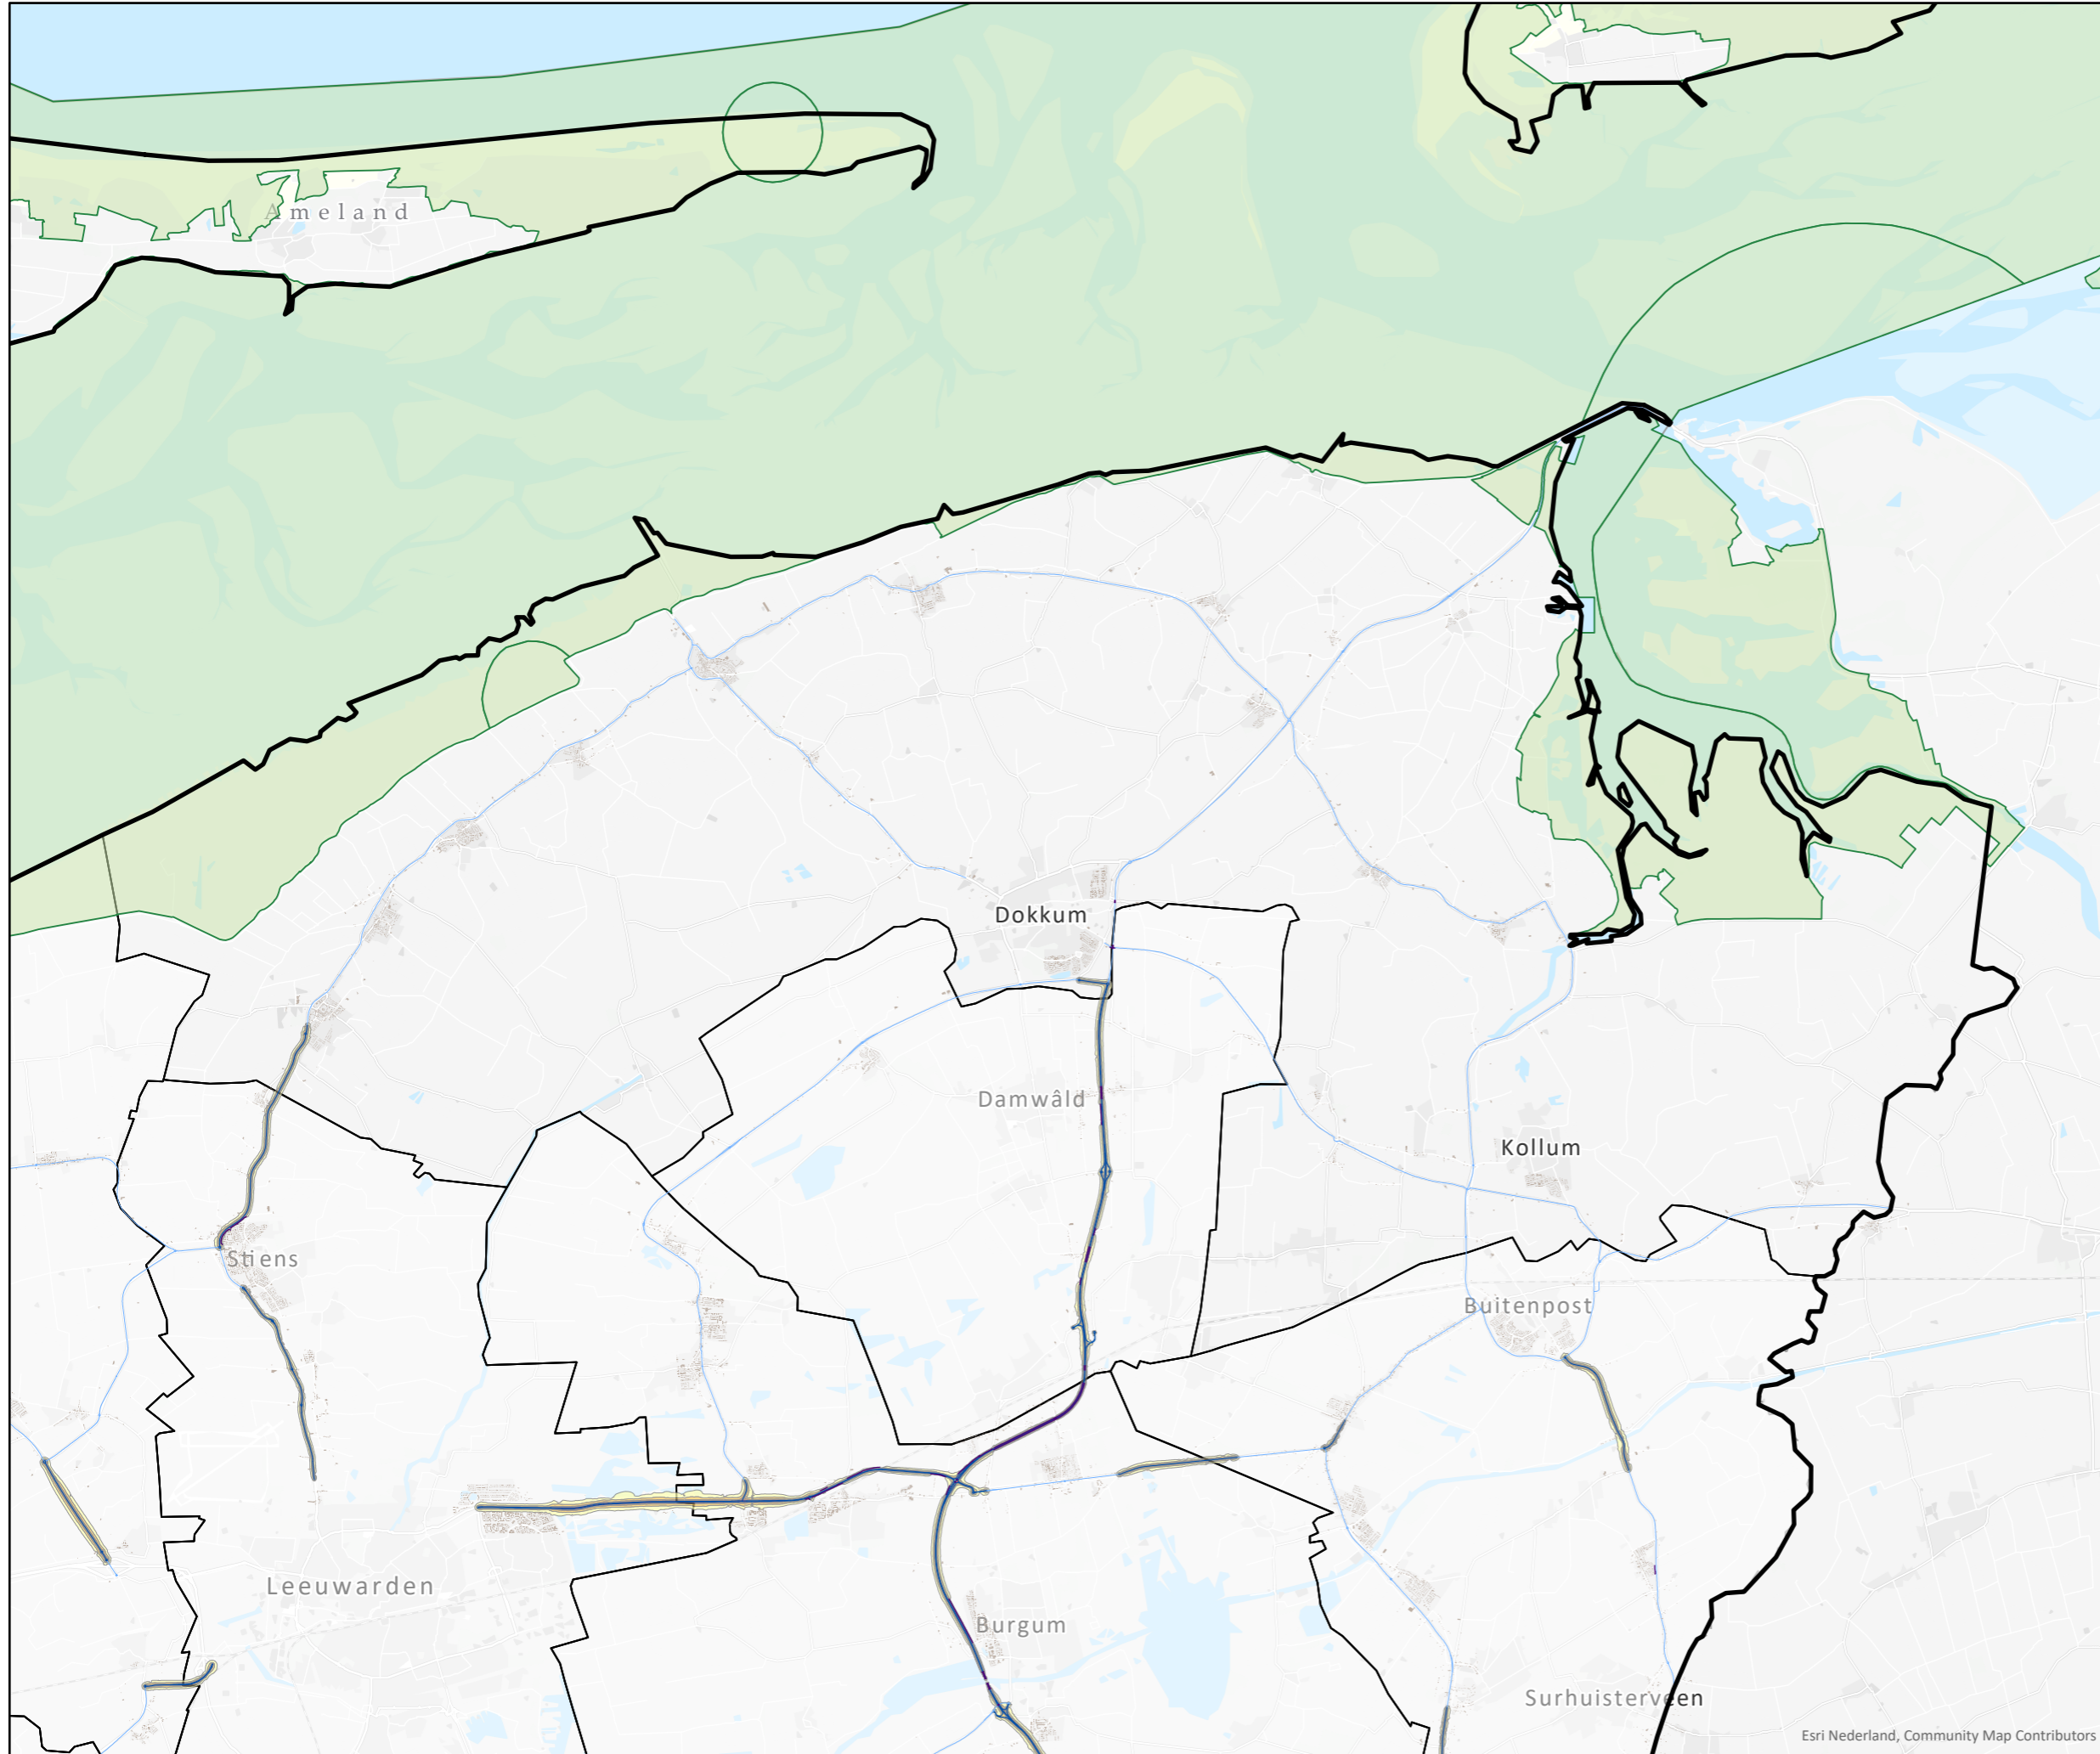 Ameland
Dokkum
Damwâld
Kollum
Stiens
Buitenpost
Leeuwarden
Burgum
Surhuisterveen
Esri Nederland, Community Map Contributors